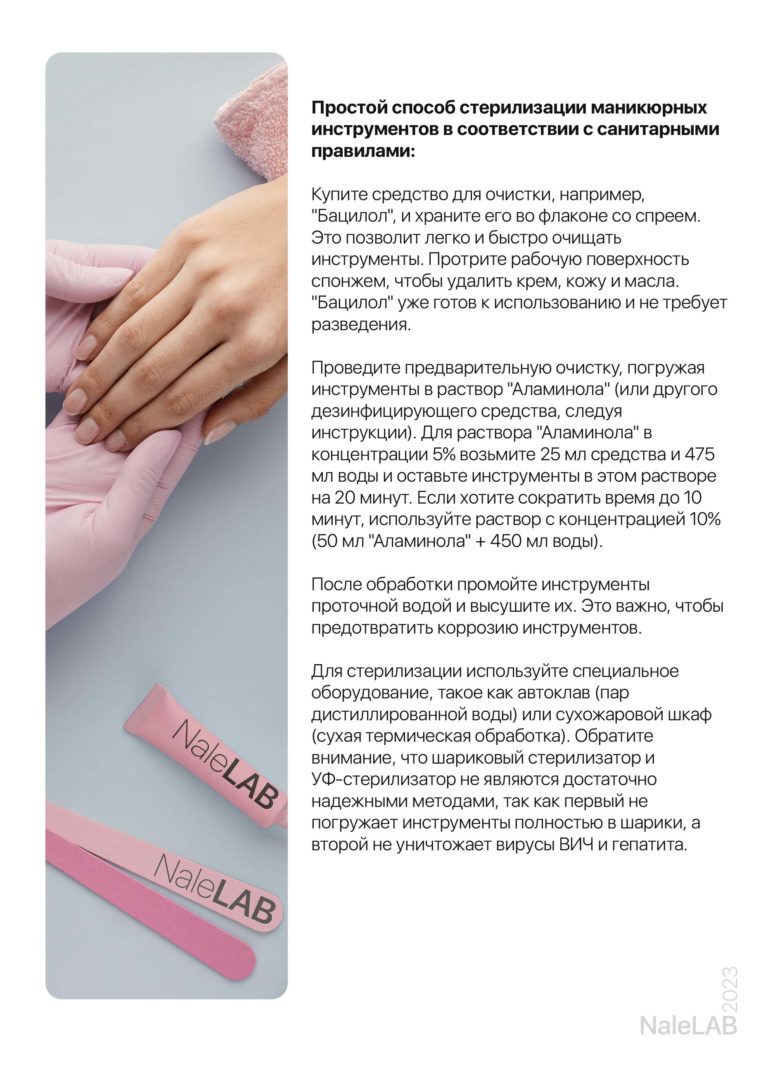 Простой способ стерилизации маникюрных
инструментов в соответствии с санитарными
правилами:
Купите средство для очистки, например,
"Бацилол", и храните его во флаконе со спреем.
Это позволит легко и быстро очищать
инструменты. Протрите рабочую поверхность
спонжем, чтобы удалить крем, кожу и масла.
"Бацилол" уже готов к использованию и не требует
разведения.
Проведите предварительную очистку, погружая
инструменты в раствор "Аламинола" (или другого
дезинфицирующего средства, следуя
инструкции). Для раствора "Аламинола" в
концентрации 5% возьмите 25 мл средства и 475
мл воды и оставьте инструменты в этом растворе
на 20 минут. Если хотите сократить время до 10
минут, используйте раствор с концентрацией 10%
(50 мл "Аламинола" + 450 мл воды).
После обработки промойте инструменты
проточной водой и высушите их. Это важно, чтобы
предотвратить коррозию инструментов.
Для стерилизации используйте специальное
оборудование, такое как автоклав (пар
дистиллированной воды) или сухожаровой шкаф
(сухая термическая обработка). Обратите
внимание, что шариковый стерилизатор и
УФ-стерилизатор не являются достаточно
надежными методами, так как первый не
погружает инструменты полностью в шарики, а
второй не уничтожает вирусы ВИЧ и гепатита.
NaleLAB
NaleLAB
NaleLAB
2023